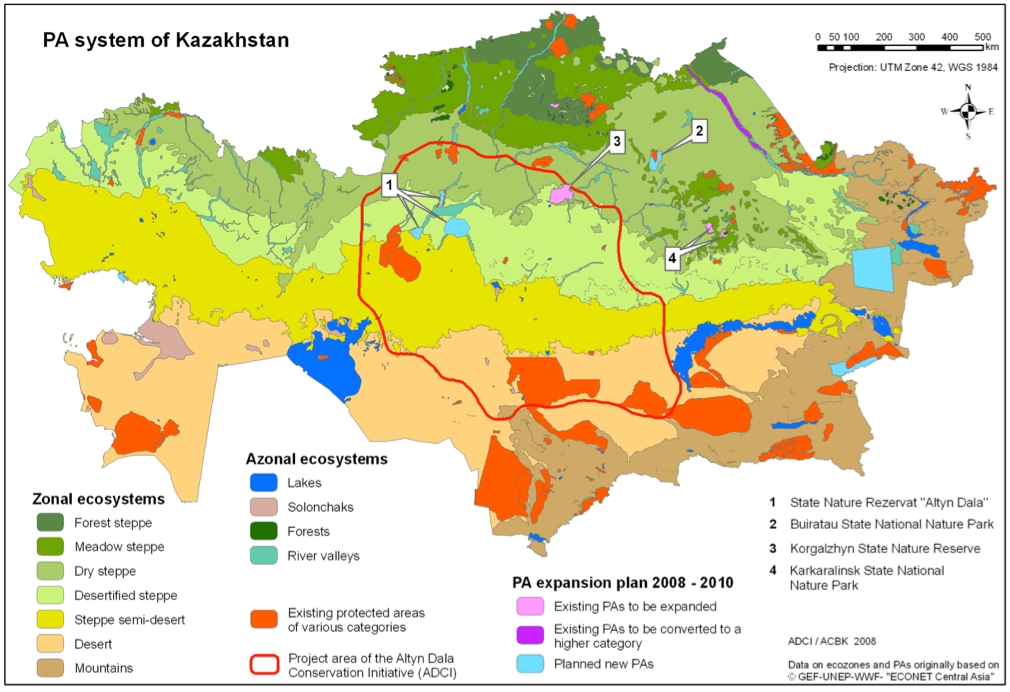 PA system of Kazakhstan
0 50 100 200 300 400 500
km
Projection: UTM Zone 42, WGS 1984
N
W E
S
1
2
3
4
Zonal ecosystems
Forest steppe
Meadow steppe
Dry steppe
Desertified steppe
Steppe semi-desert
Desert
Mountains
Azonal ecosystems
Lakes
Solonchaks
Forests
River valleys
Existing protected areas
of various categories
Project area of the Altyn Dala
Conservation Initiative (ADCI)
PA expansion plan 2008 - 2010
Existing PAs to be expanded
Existing PAs to be converted to a
higher category
Planned new PAs
1 State Nature Rezervat "Altyn Dala"
2 Buiratau State National Nature Park
3 Korgalzhyn State Nature Reserve
4 Karkaralinsk State National
Nature Park
ADCI / ACBK 2008
Data on ecozones and PAs originally based on
© GEF-UNEP-WWF- "ECONET Central Asia"